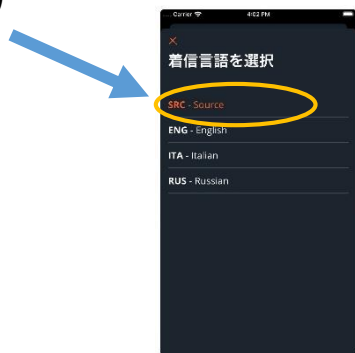 Carrier 4:02 PM
×
着信言語を選択
SRC - Source
ENG - English
ITA - Italian
RUS - Russian